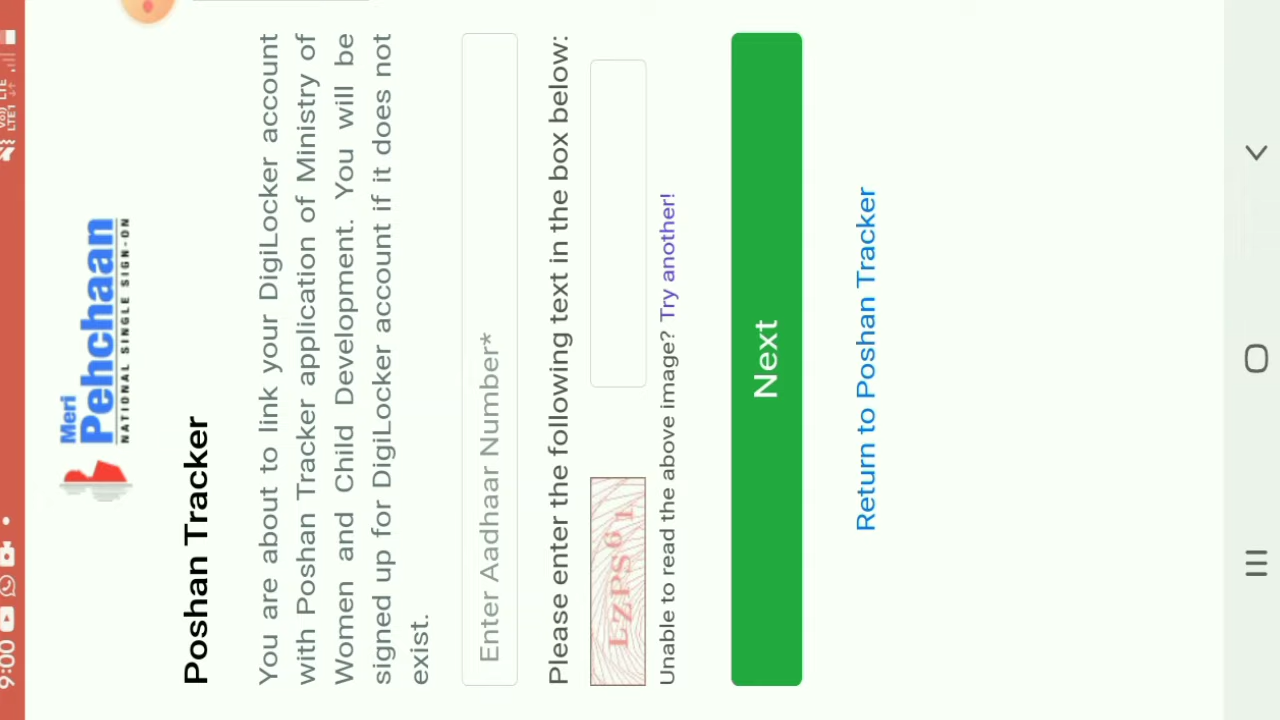 9:00
Voll LTE
LTE1
Meri
Pehchaan
NATIONAL SINGLE SIGN-ON
Poshan Tracker
You are about to link your DigiLocker account
with Poshan Tracker application of Ministry of
Women and Child Development. You will be
signed up for DigiLocker account if it does not
exist.
Enter Aadhaar Number*
Please enter the following text in the box below:
Unable to read the above image? Try another!
Next
Return to Poshan Tracker